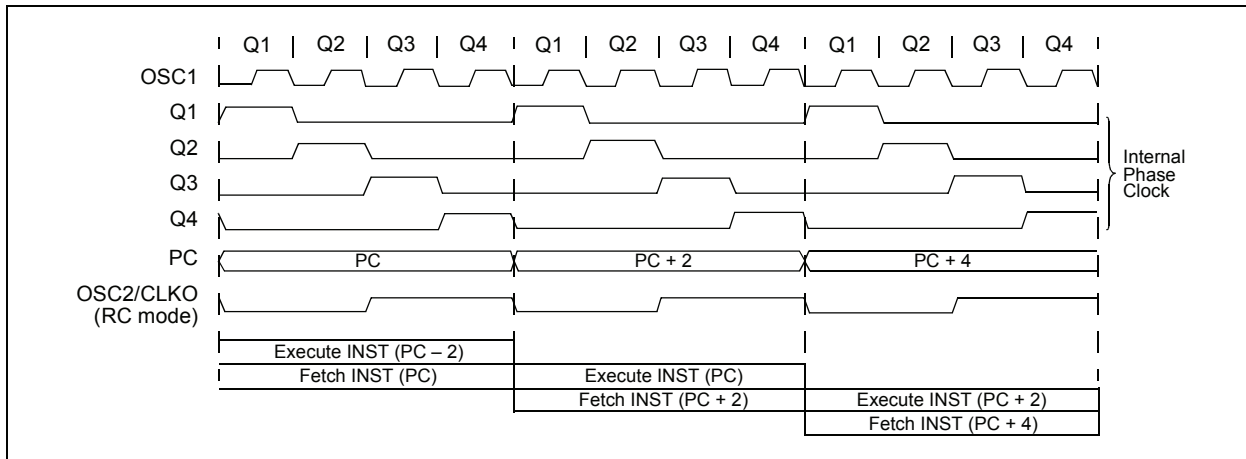 Q1 Q2 Q3 Q4 Q1 Q2 Q3 Q4 Q1 Q2 Q3 Q4
OSC1
Q1
Q2
Q3
Q4
Internal
Phase
Clock
PC PC PC + 2 PC + 4
OSC2/CLKO
(RC mode)
Execute INST (PC – 2)
Fetch INST (PC) Execute INST (PC)
Fetch INST (PC + 2) Execute INST (PC + 2)
Fetch INST (PC + 4)